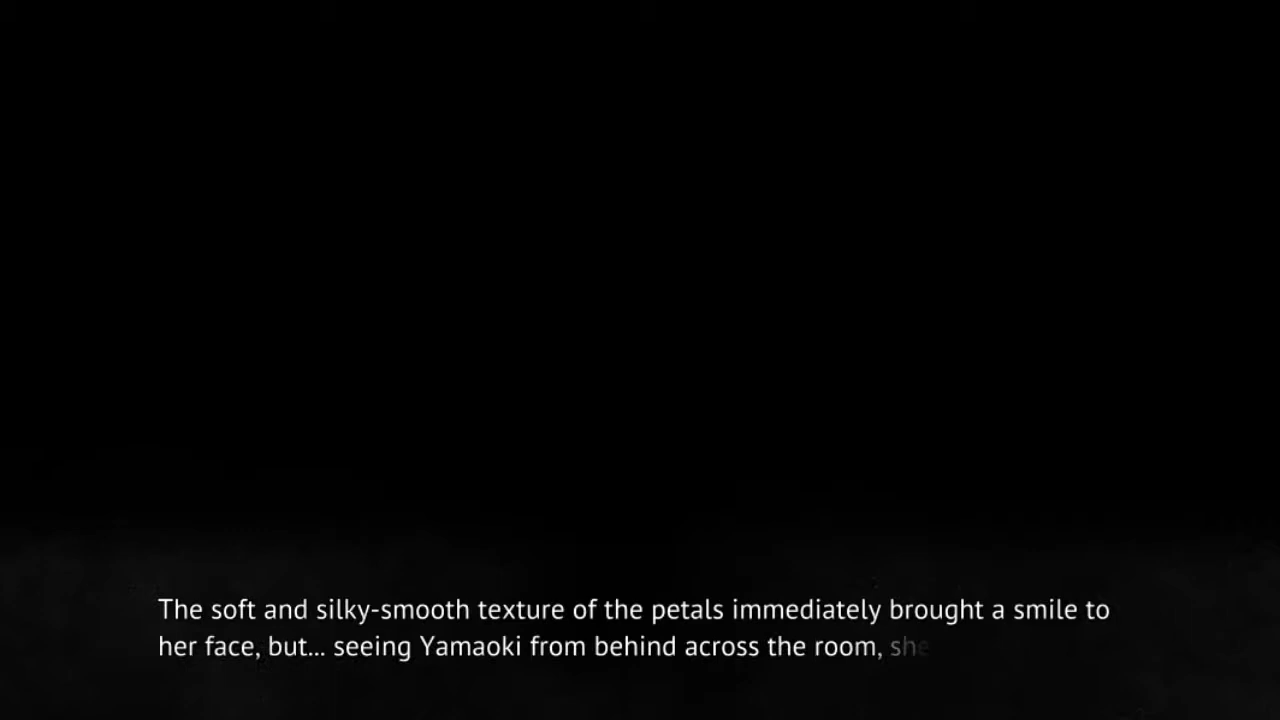 The soft and silky-smooth texture of the petals immediately brought a smile to
her face, but... seeing Yamaoki from behind across the room, she